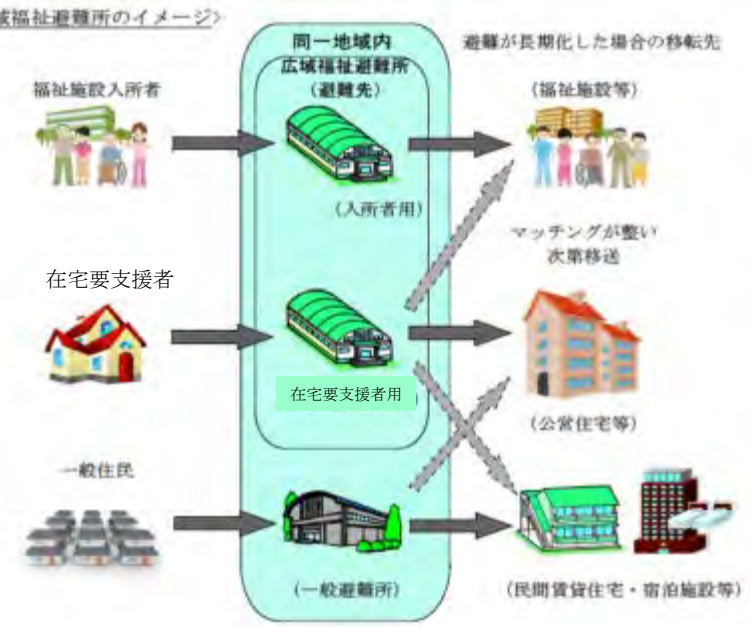 域福祉避難所のイメージ>
同一地域内
広域福祉避難所
(避難先)
避難が長期化した場合の移転先
福祉施設入所者
(福祉施設等)
(入所者用)
マッチングが整い
次第移送
在宅要支援者
在宅要支援者用
(公営住宅等)
一般住民
(一般避難所)
(民間賃貸住宅・宿泊施設等)